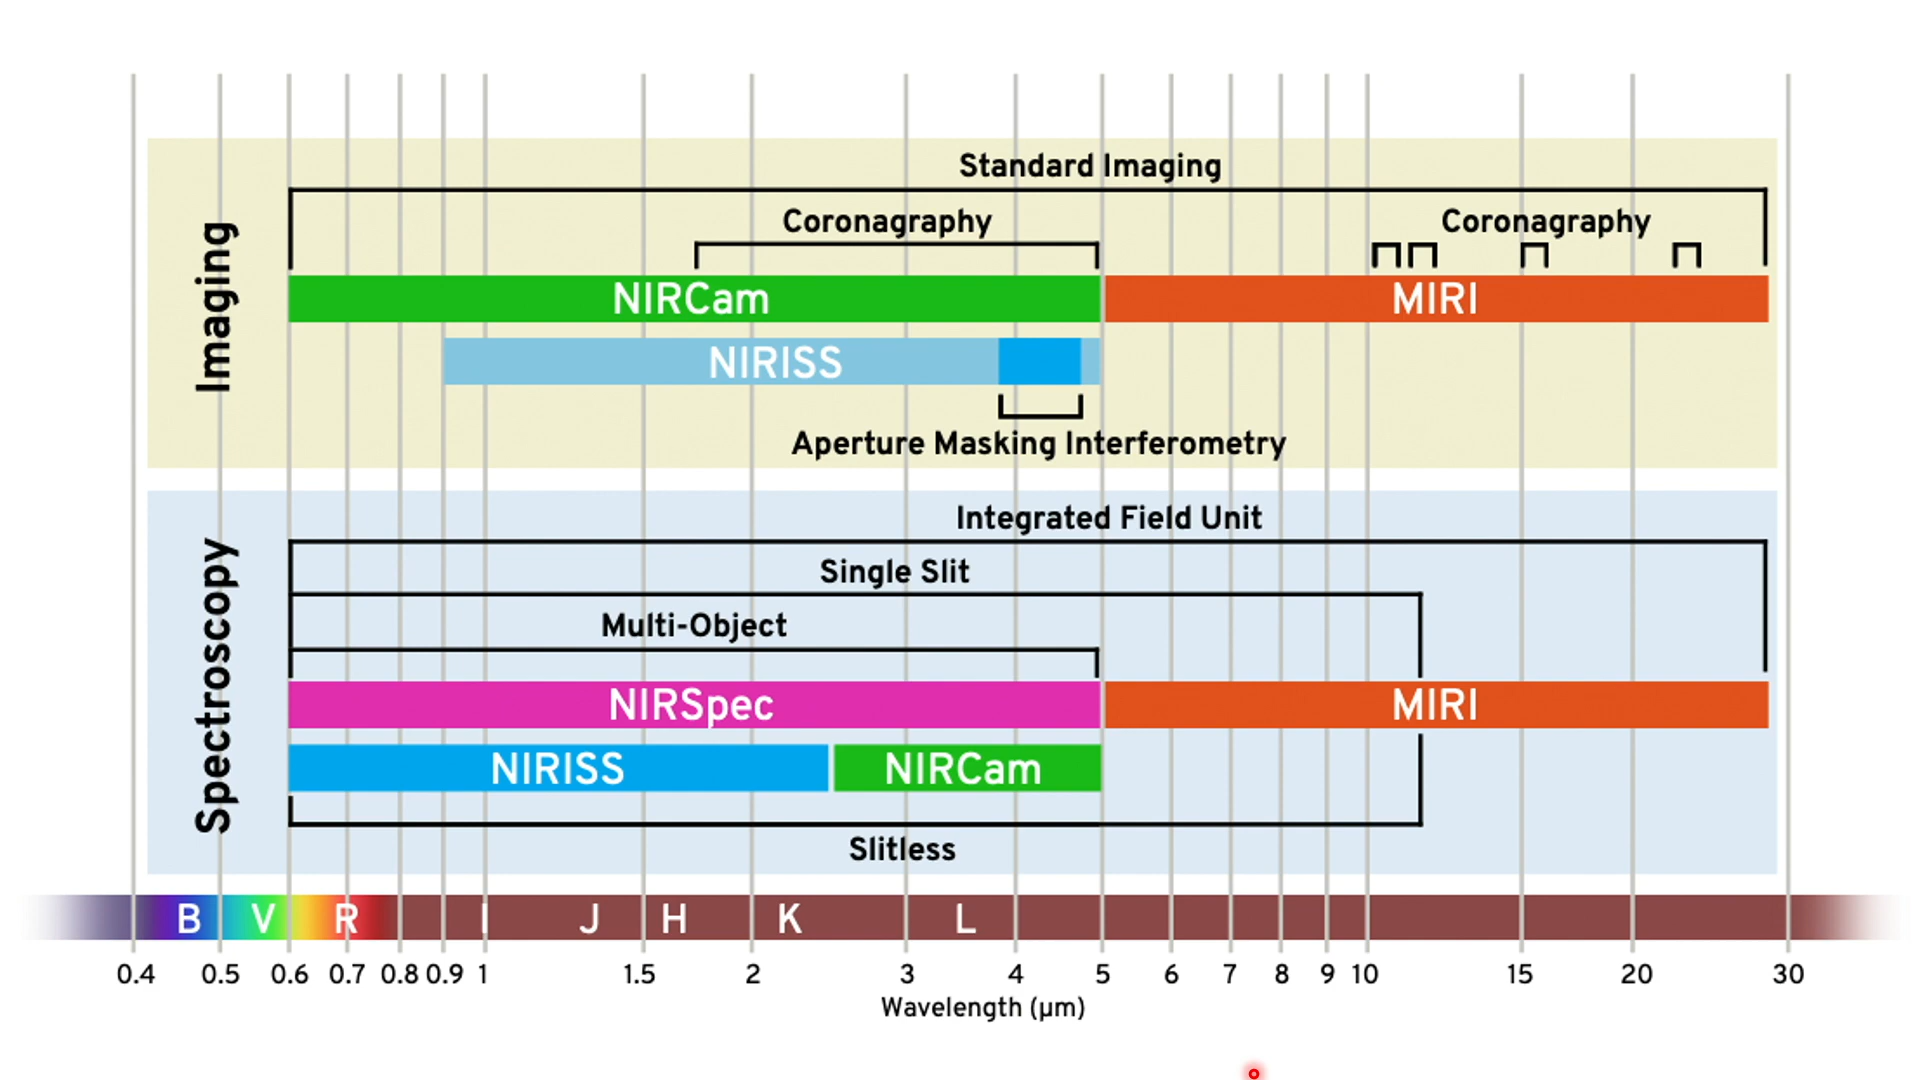 Imaging
Standard Imaging
Coronagraphy
Coronagraphy
NIRCam
MIRI
NIRISS
Aperture Masking Interferometry
Spectroscopy
Integrated Field Unit
Single Slit
Multi-Object
NIRSpec
MIRI
NIRISS
NIRCam
Slitless
B V R I J H K L
0.4 0.5 0.6 0.7 0.8 0.9 1 1.5 2 3 4 5 6 7 8 9 10 15 20 30
Wavelength (µm)